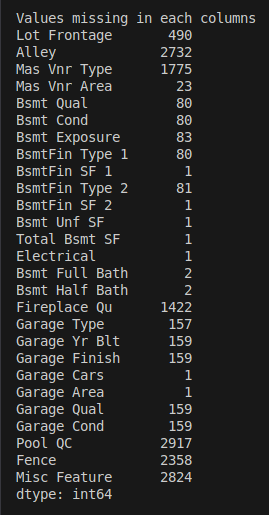 Values missing in each columns
Lot Frontage 490
Alley 2732
Mas Vnr Type 1775
Mas Vnr Area 23
Bsmt Qual 80
Bsmt Cond 80
Bsmt Exposure 83
BsmtFin Type 1 80
BsmtFin SF 1 1
BsmtFin Type 2 81
BsmtFin SF 2 1
Bsmt Unf SF 1
Total Bsmt SF 1
Electrical 1
Bsmt Full Bath 2
Bsmt Half Bath 2
Fireplace Qu 1422
Garage Type 157
Garage Yr Blt 159
Garage Finish 159
Garage Cars 1
Garage Area 1
Garage Qual 159
Garage Cond 159
Pool QC 2917
Fence 2358
Misc Feature 2824
dtype: int64